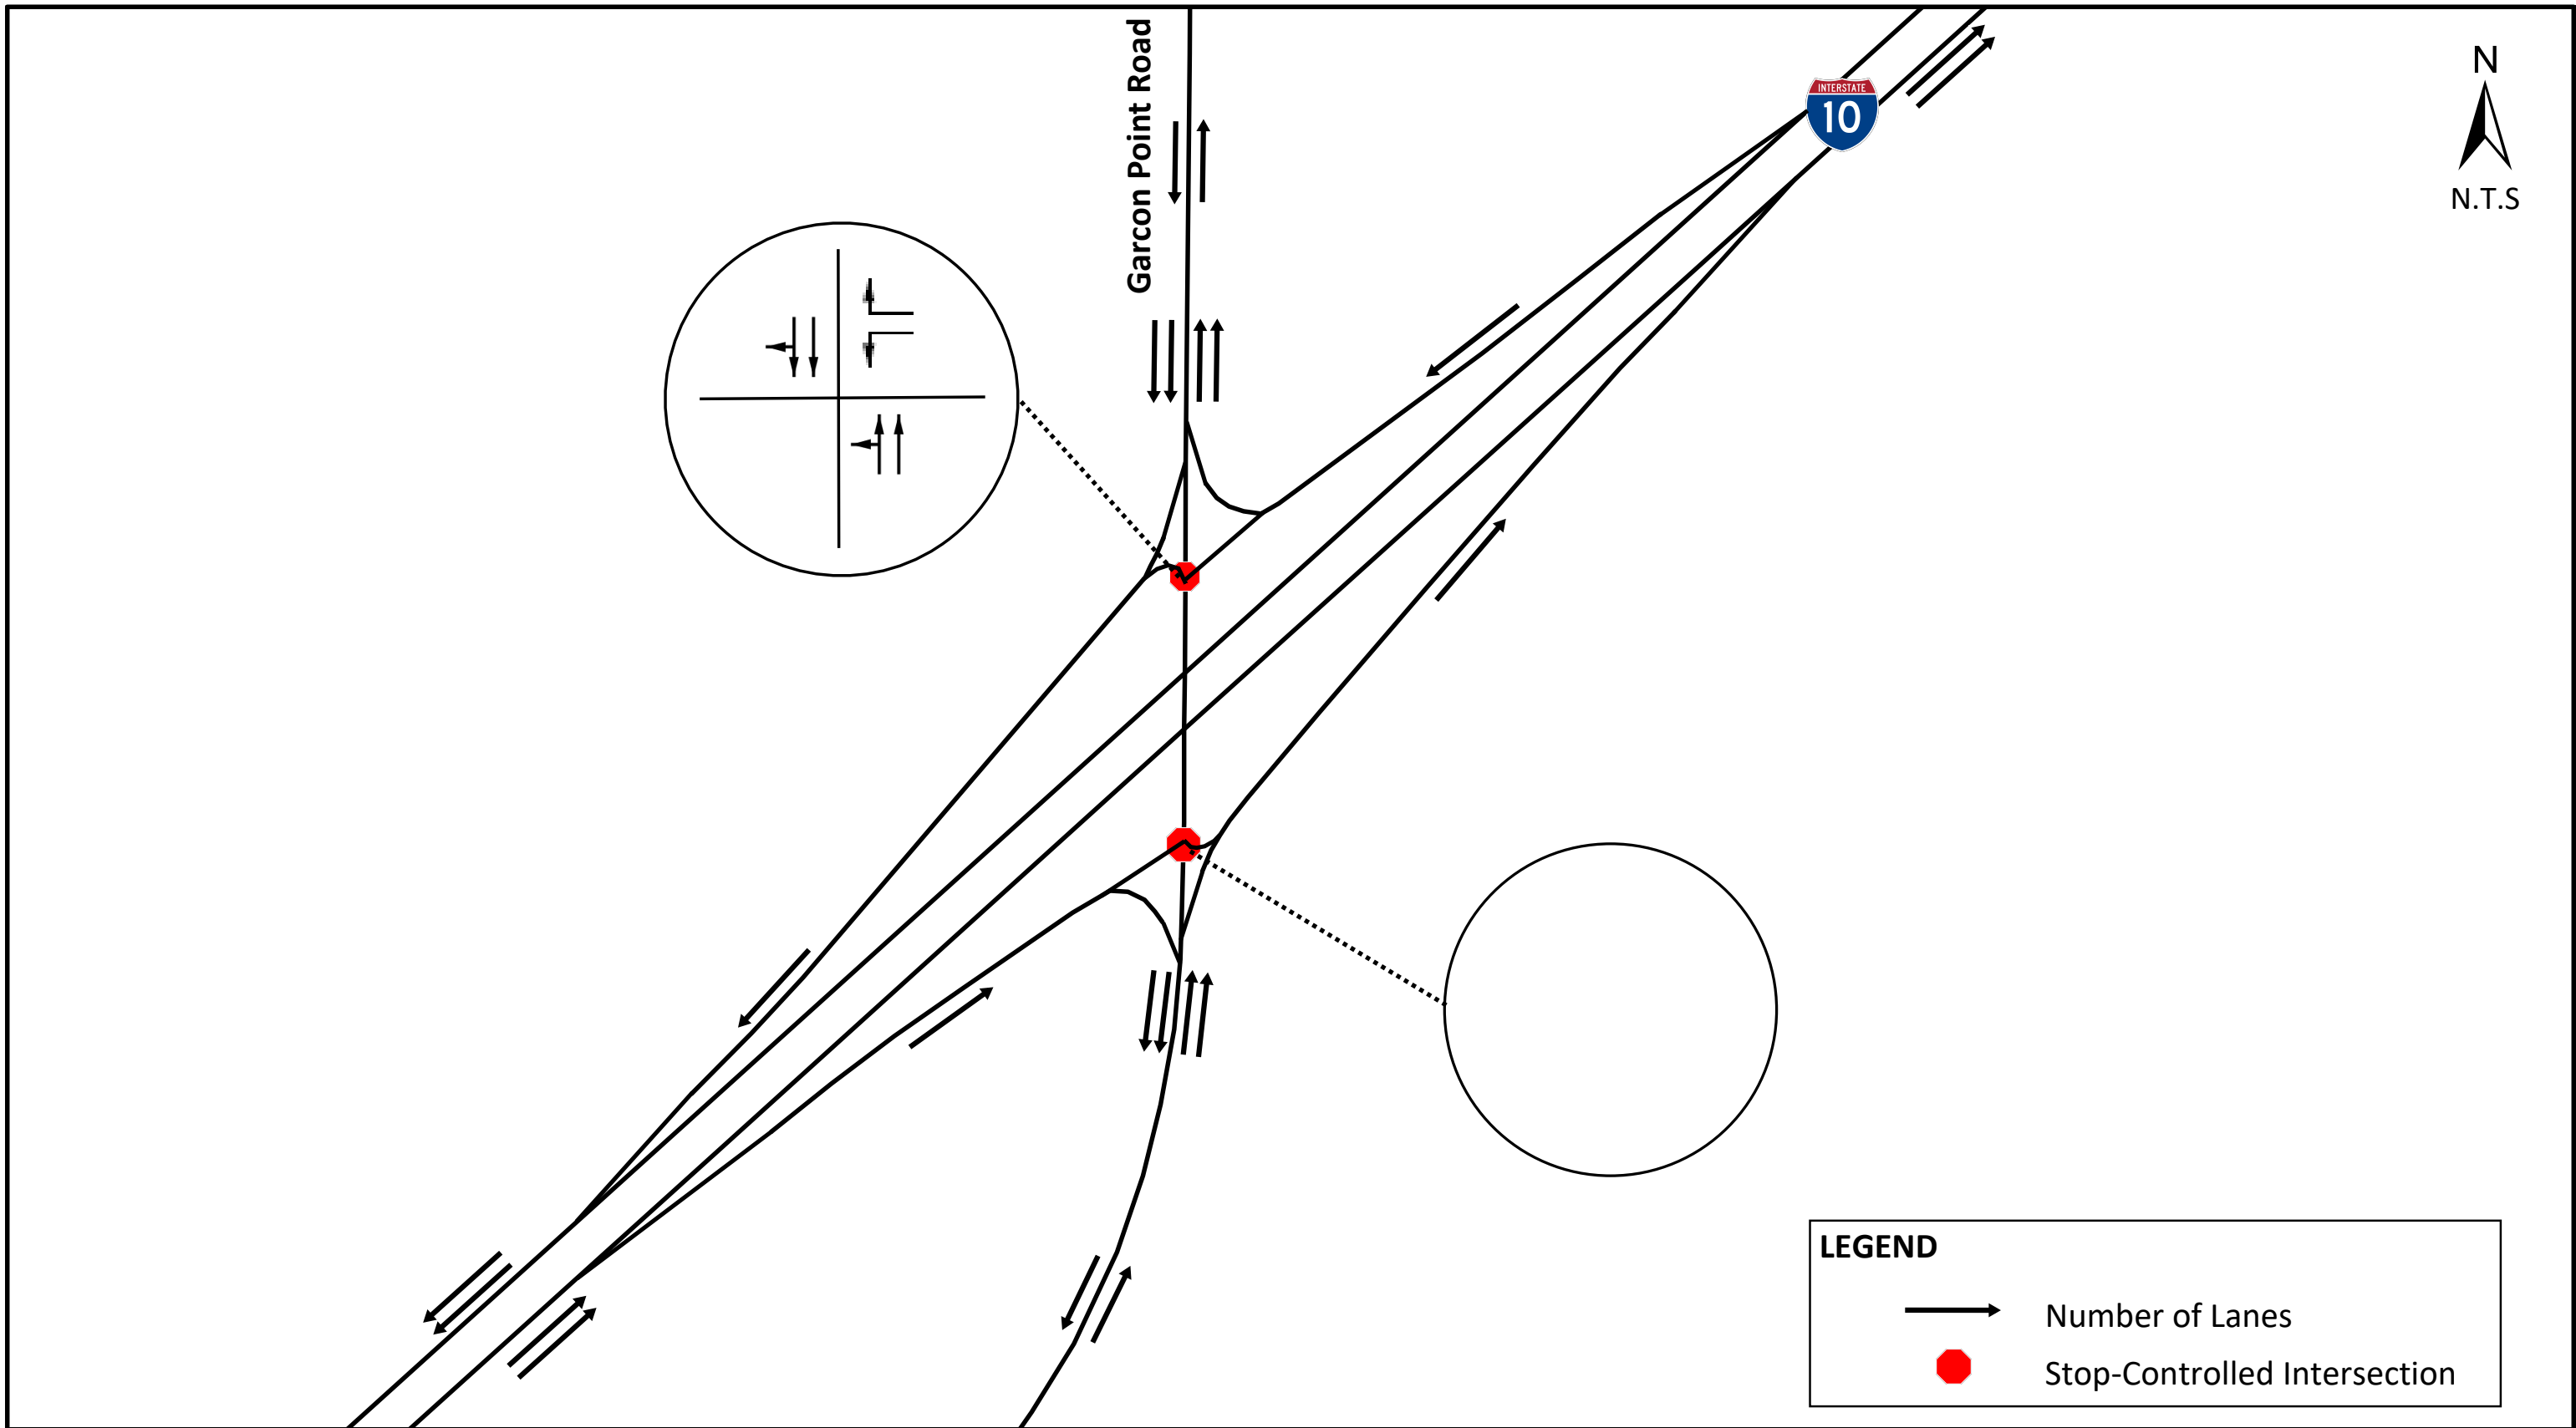 Garcon Point Road
INTERSTATE
10
N
N.T.S
LEGEND
Number of Lanes
Stop-Controlled Intersection